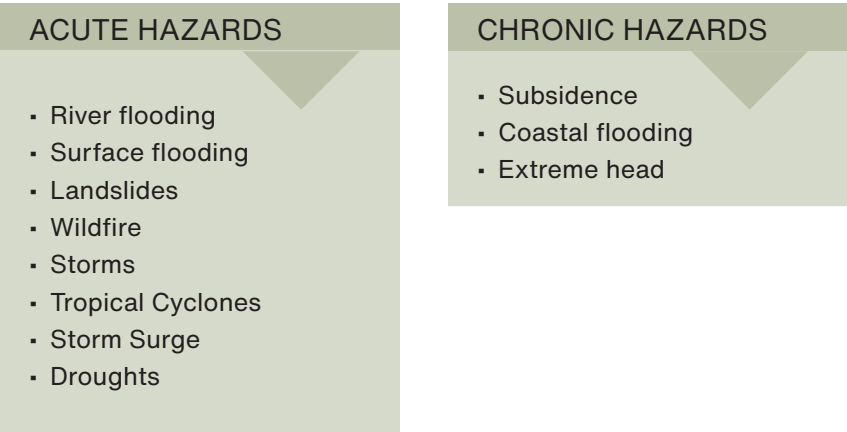 ACUTE HAZARDS
▪ River flooding
▪ Surface flooding
▪ Landslides
▪ Wildfire
▪ Storms
▪ Tropical Cyclones
▪ Storm Surge
▪ Droughts
CHRONIC HAZARDS
▪ Subsidence
▪ Coastal flooding
▪ Extreme head